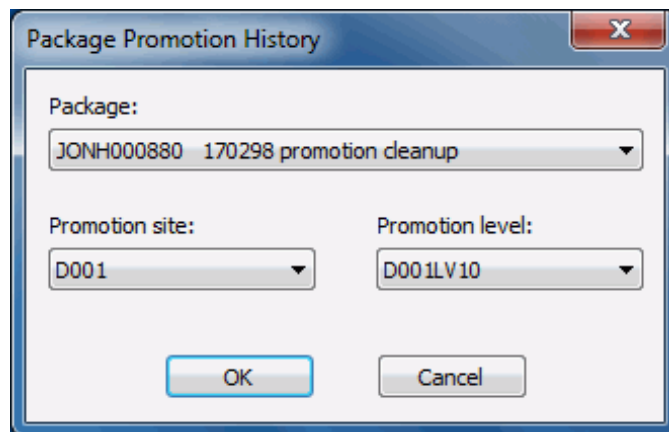 Package Promotion History
Package:
JONH000880 170298 promotion cleanup
Promotion site: Promotion level:
D001 D001LV10
OK Cancel